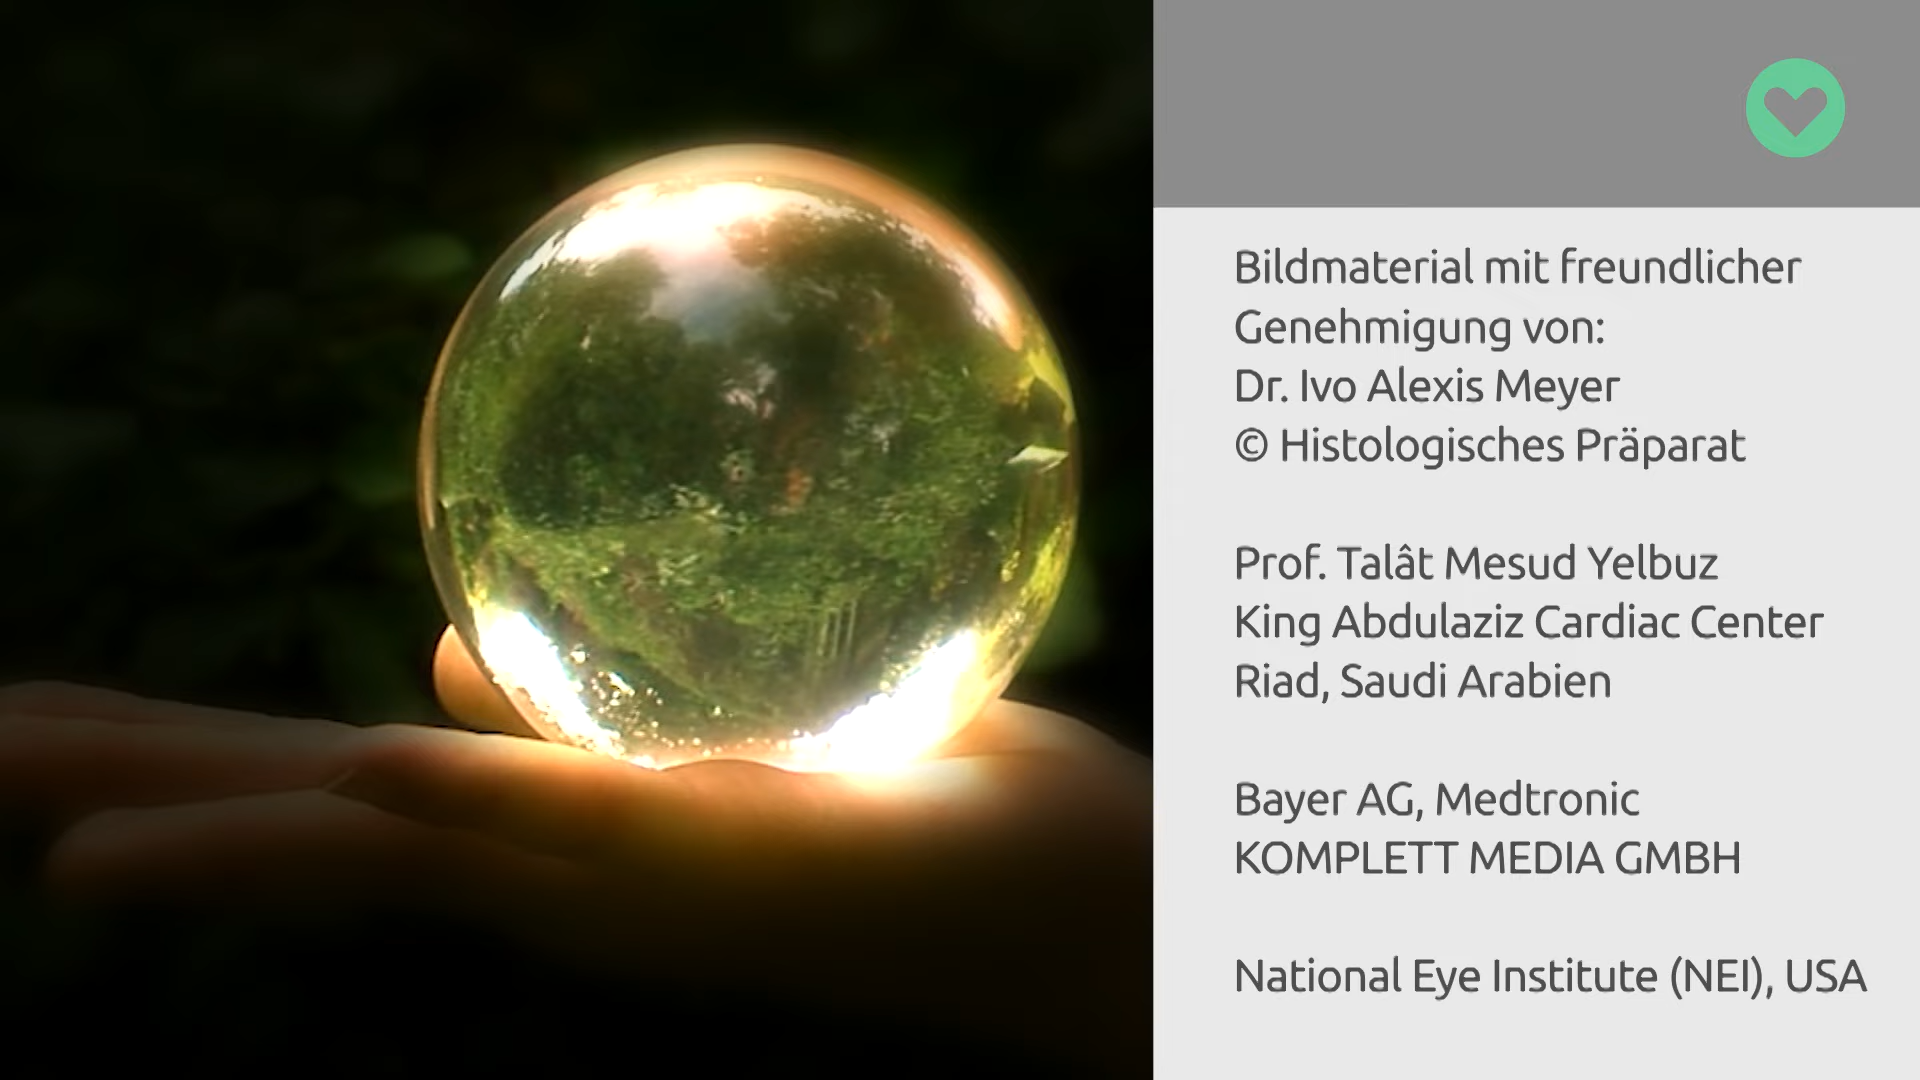 Bildmaterial mit freundlicher
Genehmigung von:
Dr. Ivo Alexis Meyer
© Histologisches Präparat
Prof. Talât Mesud Yelbuz
King Abdulaziz Cardiac Center
Riad, Saudi Arabien
Bayer AG, Medtronic
KOMPLETT MEDIA GMBH
National Eye Institute (NEI), USA